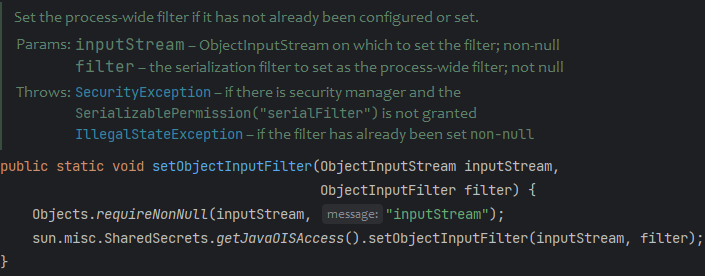 Set the process-wide filter if it has not already been configured or set.
Params: inputStream – ObjectInputStream on which to set the filter; non-null
filter – the serialization filter to set as the process-wide filter; not null
Throws: SecurityException – if there is security manager and the
SerializablePermission("serialFilter") is not granted
IllegalStateException – if the filter has already been set non-null
public static void setObjectInputFilter(ObjectInputStream inputStream,
ObjectInputFilter filter) {
Objects.requireNonNull(inputStream, message: "inputStream");
sun.misc.SharedSecrets.getJavaOISAccess().setObjectInputFilter(inputStream, filter);
}